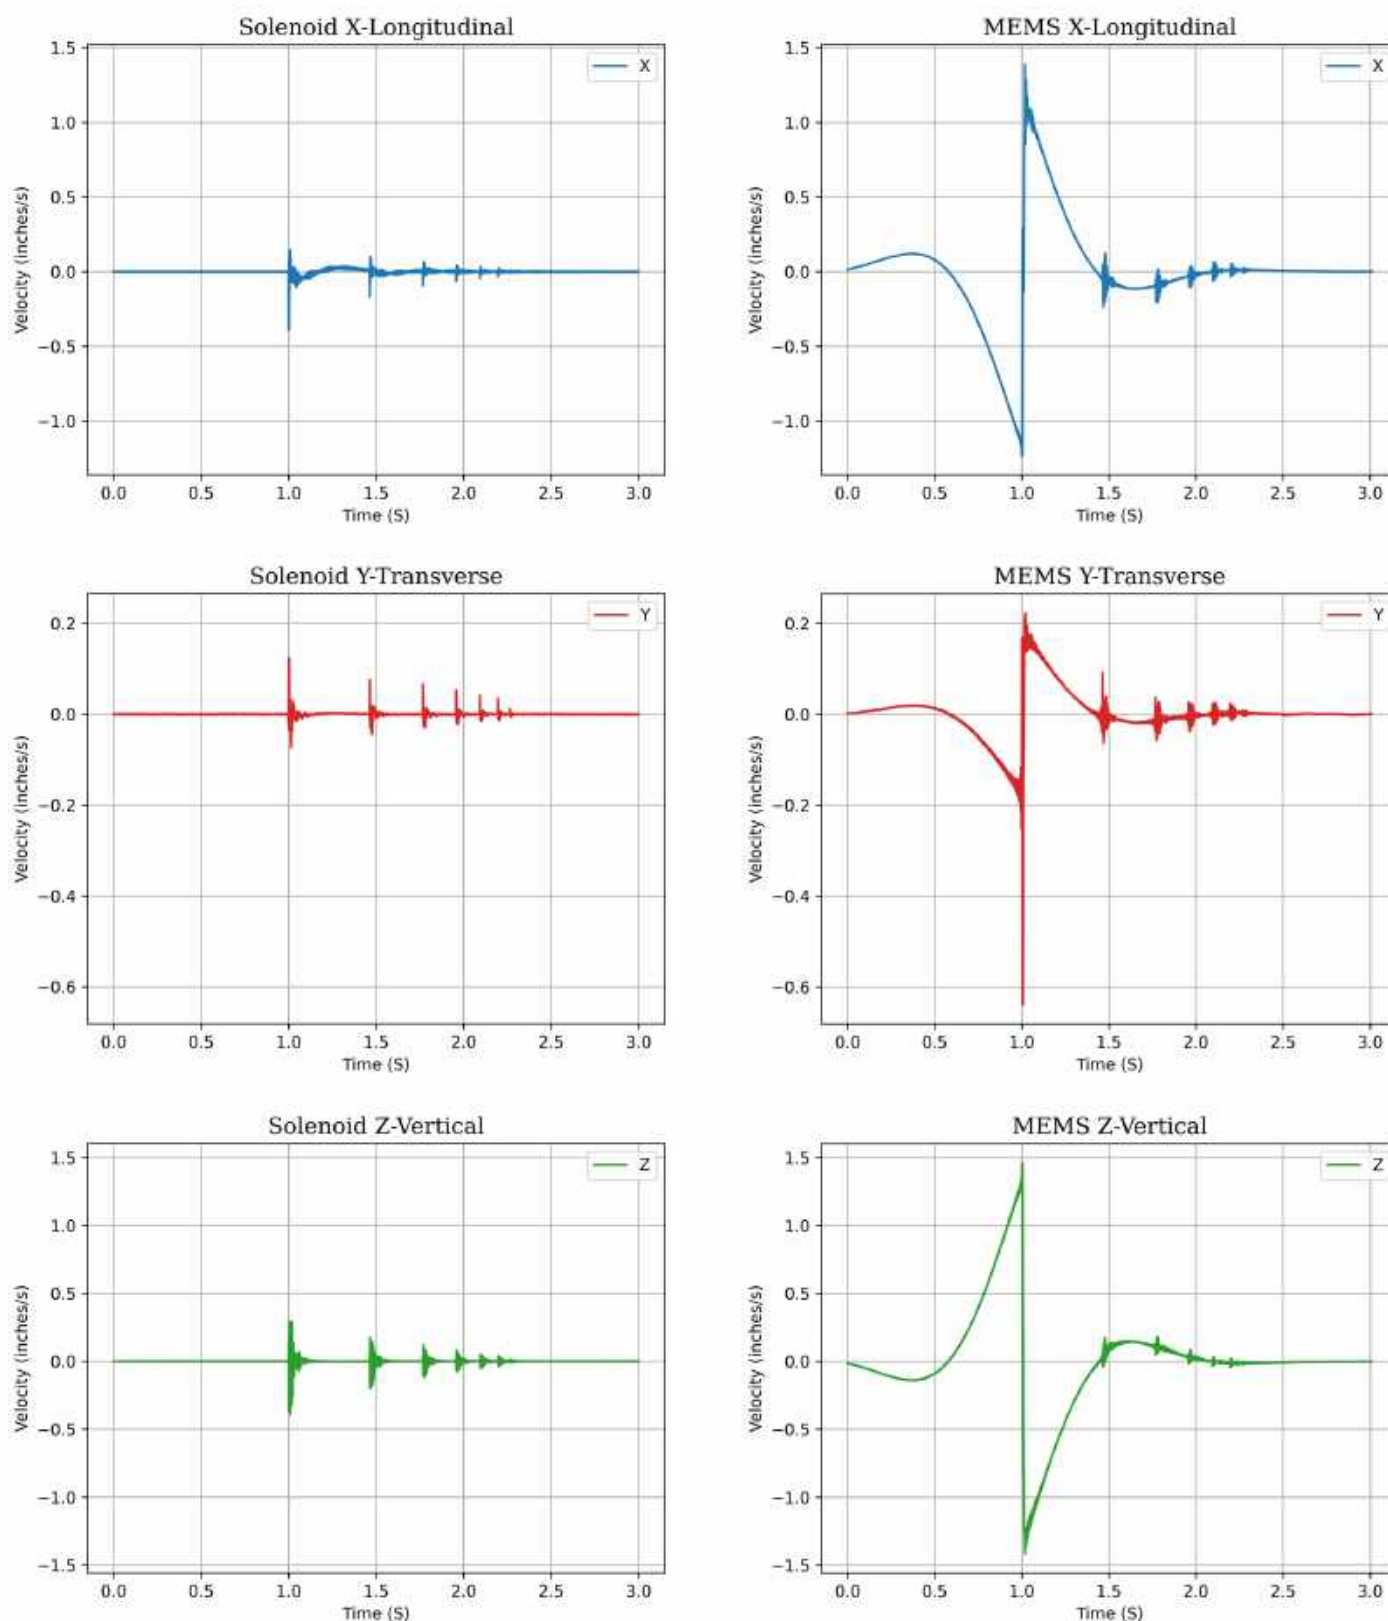 Solenoid X-Longitudinal
X
1.5
1.0
0.5
0.0
−0.5
−1.0
Velocity (inches/s)
0.0 0.5 1.0 1.5 2.0 2.5 3.0
Time (S)
MEMS X-Longitudinal
X
1.5
1.0
0.5
0.0
−0.5
−1.0
Velocity (inches/s)
0.0 0.5 1.0 1.5 2.0 2.5 3.0
Time (S)
Solenoid Y-Transverse
Y
0.2
0.0
−0.2
−0.4
−0.6
Velocity (inches/s)
0.0 0.5 1.0 1.5 2.0 2.5 3.0
Time (S)
MEMS Y-Transverse
Y
0.2
0.0
−0.2
−0.4
−0.6
Velocity (inches/s)
0.0 0.5 1.0 1.5 2.0 2.5 3.0
Time (S)
Solenoid Z-Vertical
Z
1.5
1.0
0.5
0.0
−0.5
−1.0
−1.5
Velocity (inches/s)
0.0 0.5 1.0 1.5 2.0 2.5 3.0
Time (S)
MEMS Z-Vertical
Z
1.5
1.0
0.5
0.0
−0.5
−1.0
−1.5
Velocity (inches/s)
0.0 0.5 1.0 1.5 2.0 2.5 3.0
Time (S)